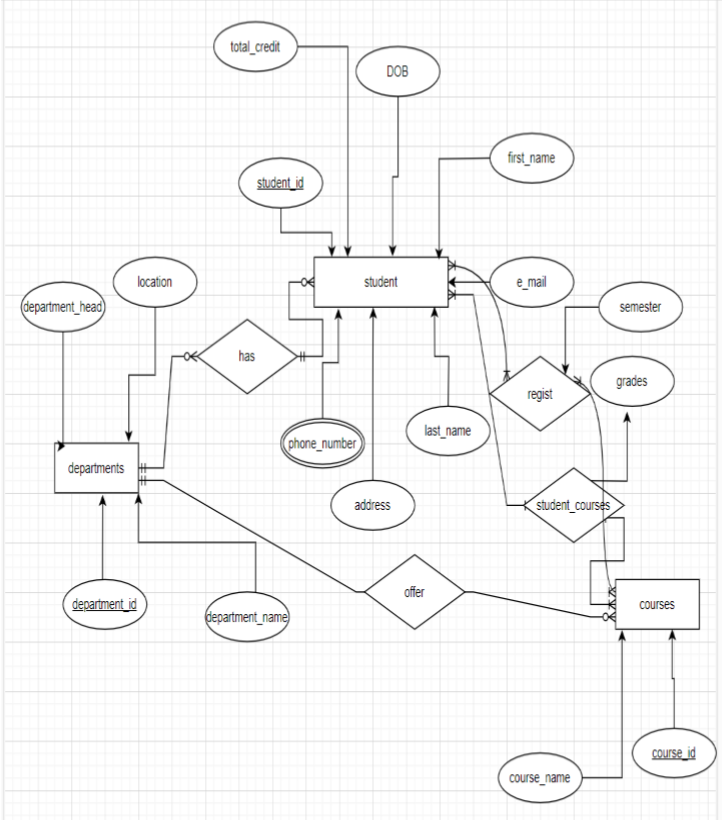 total_credit
DOB
first_name
student_id
student
e_mail
location
department_head
semester
has
regist
grades
phone_number
last_name
departments
address
student_courses
offer
department_id
department_name
courses
course_name
course_id